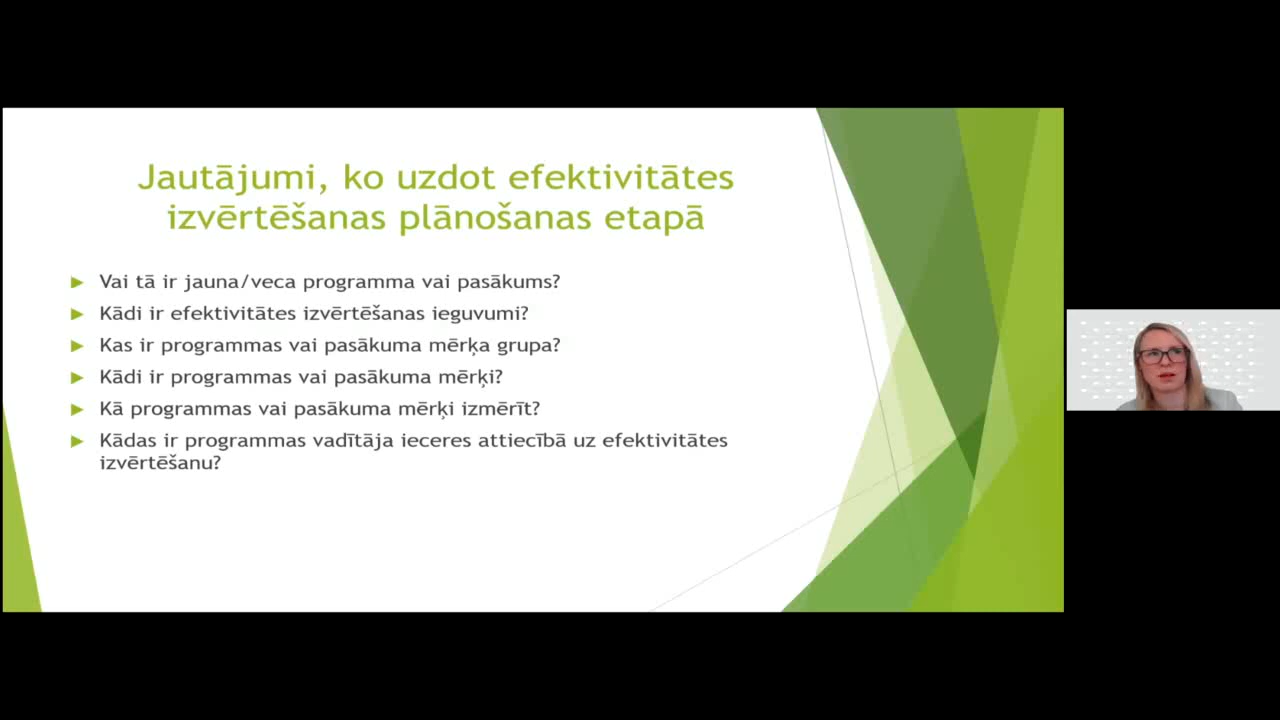 Jautājumi, ko uzdot efektivitātes
izvērtēšanas plānošanas etapā
Vai tā ir jauna/veca programma vai pasākums?
Kādi ir efektivitātes izvērtēšanas ieguvumi?
Kas ir programmas vai pasākuma mērķa grupa?
Kādi ir programmas vai pasākuma mērķi?
Kā programmas vai pasākuma mērķi izmērīt?
Kādas ir programmas vadītāja ieceres attiecībā uz efektivitātes
izvērtēšanu?